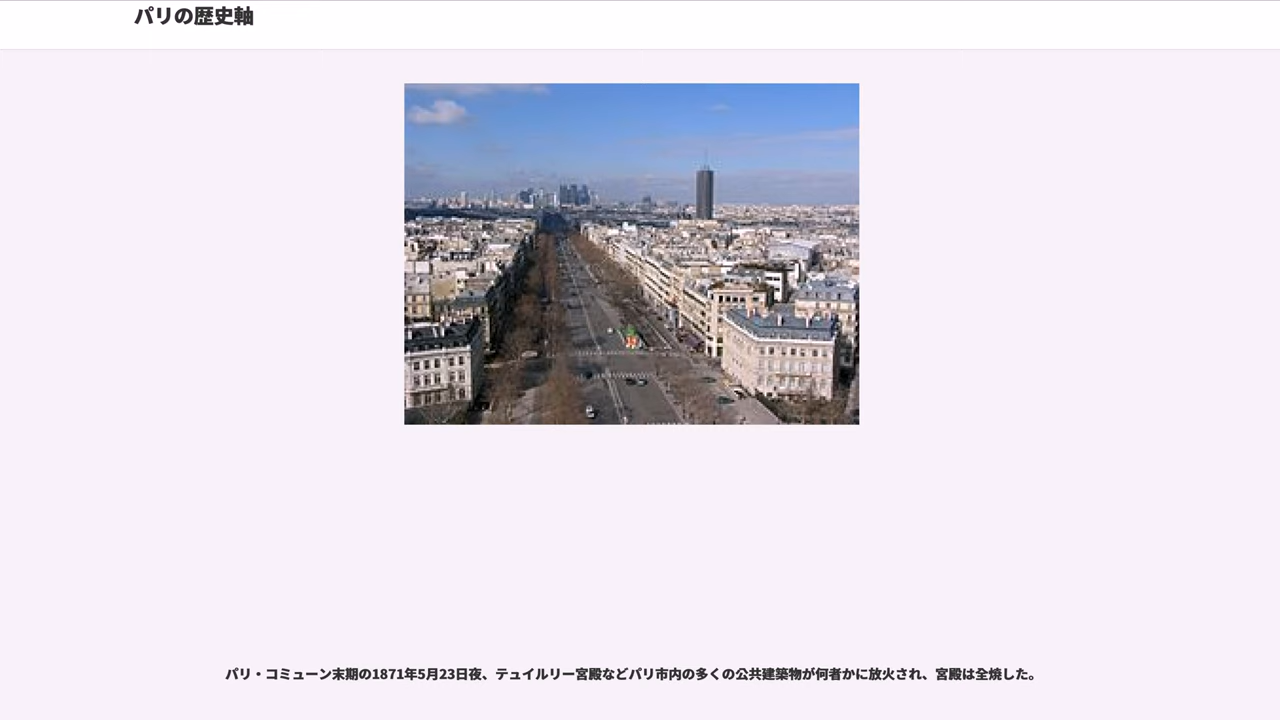 パリの歴史軸
パリ・コミューン末期の1871年5月23日夜、テュイルリー宮殿などパリ市内の多くの公共建築物が何者かに放火され、宮殿は全焼した。